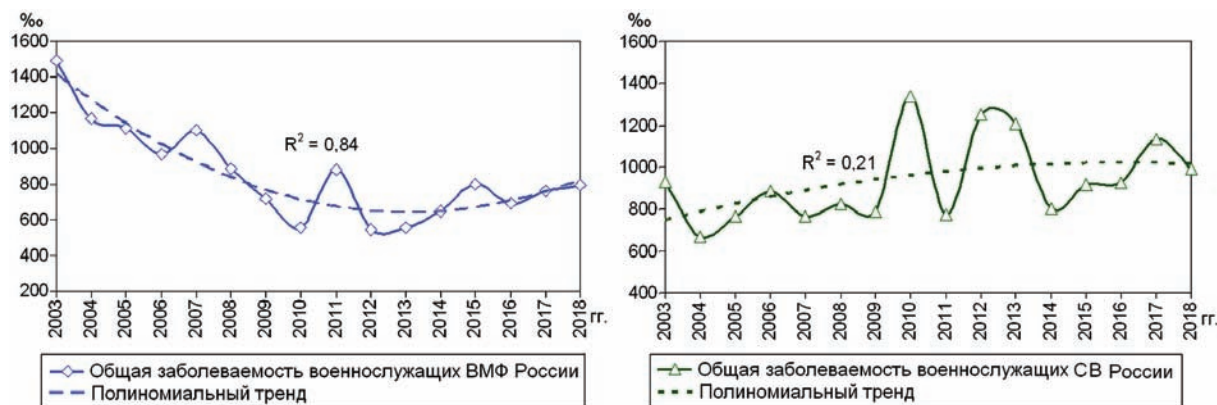 ‰
1600
1400
1200
1000
800
600
400
200
R² = 0,84
2003 2004 2005 2006 2007 2008 2009 2010 2011 2012 2013 2014 2015 2016 2017 2018 гг.
Общая заболеваемость военнослужащих ВМФ России
Полиномиальный тренд
‰
1600
1400
1200
1000
800
600
400
R² = 0,21
2003 2004 2005 2006 2007 2008 2009 2010 2011 2012 2013 2014 2015 2016 2017 2018 гг.
Общая заболеваемость военнослужащих СВ России
Полиномиальный тренд